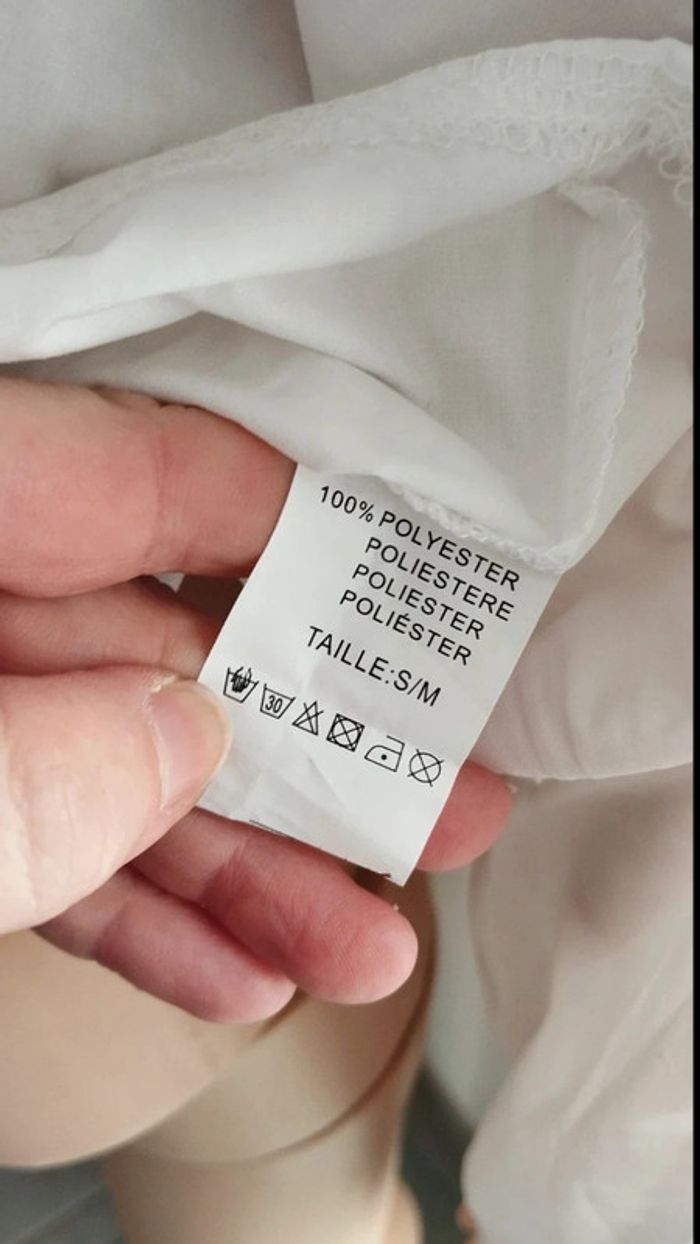 100% POLYESTER
POLIESTERE
POLIESTER
POLIÉSTER
TAILLE:S/M
30